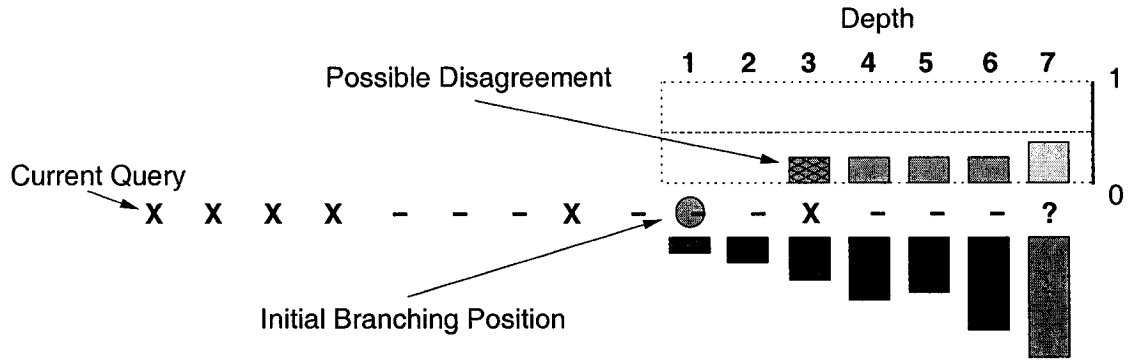 Depth
1 2 3 4 5 6 7
Possible Disagreement
1
Current Query
0
X X X X – – – X – – – X – – – ?
Initial Branching Position